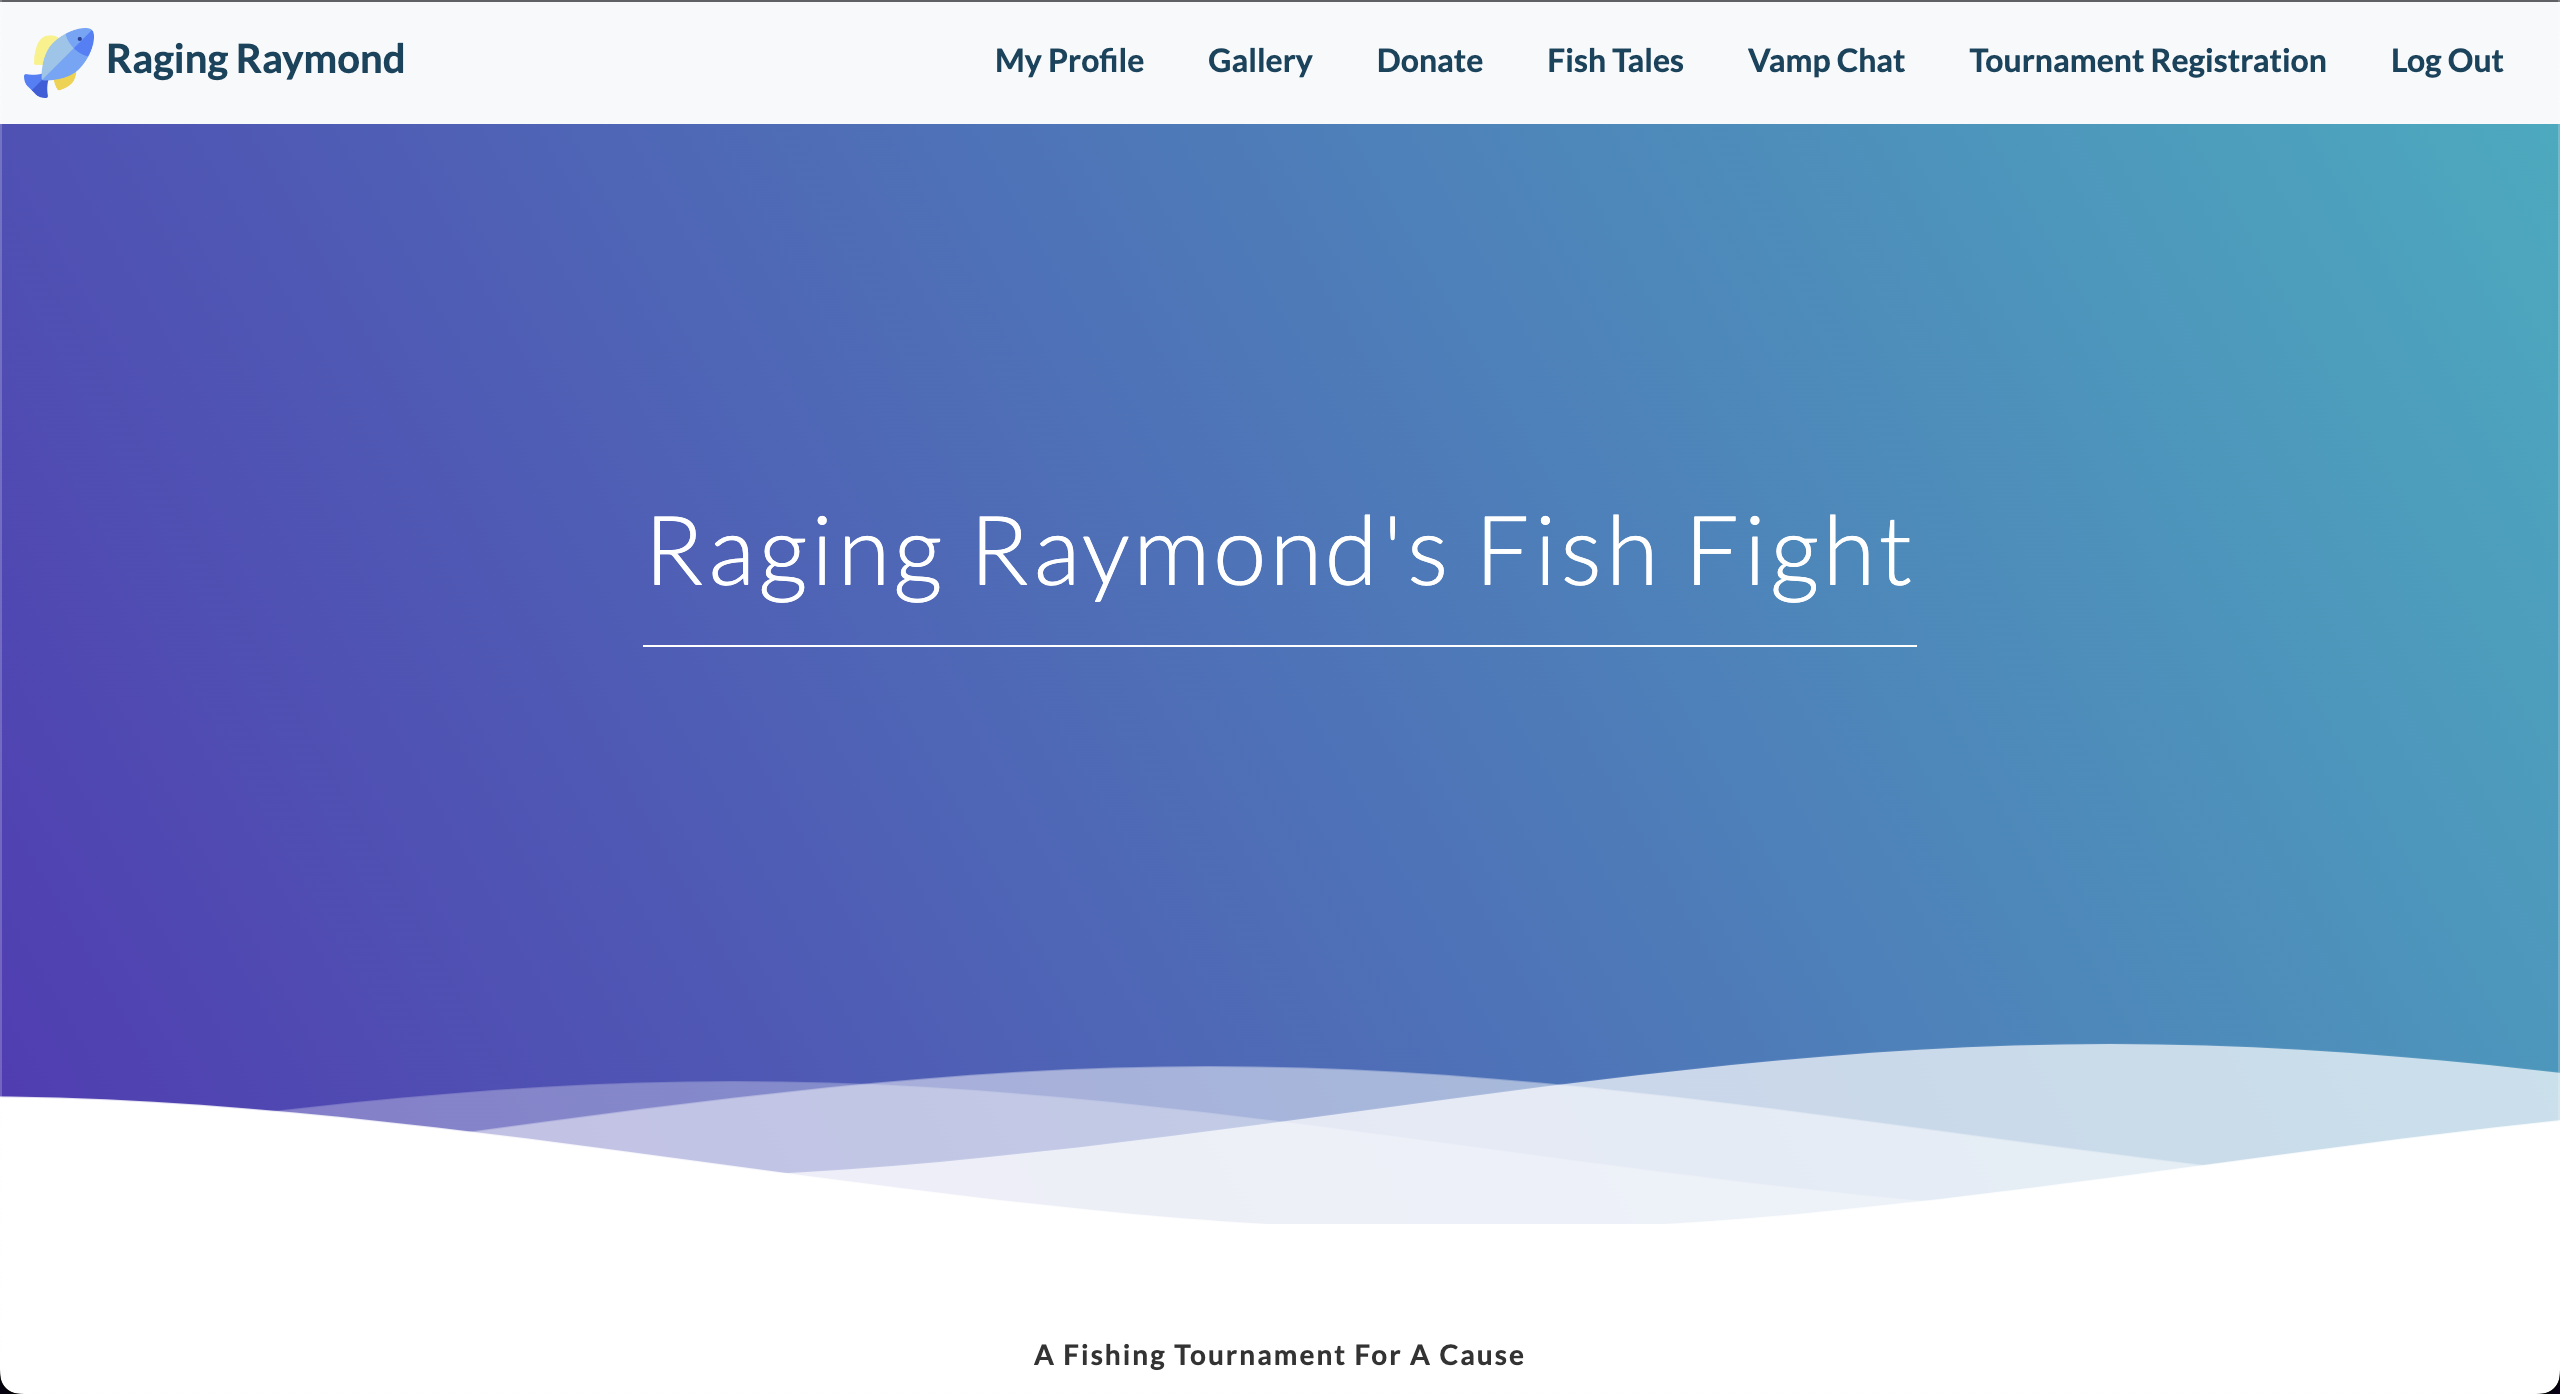 Raging Raymond My Profile Gallery Donate Fish Tales Vamp Chat Tournament Registration Log Out
Raging Raymond's Fish Fight
A Fishing Tournament For A Cause